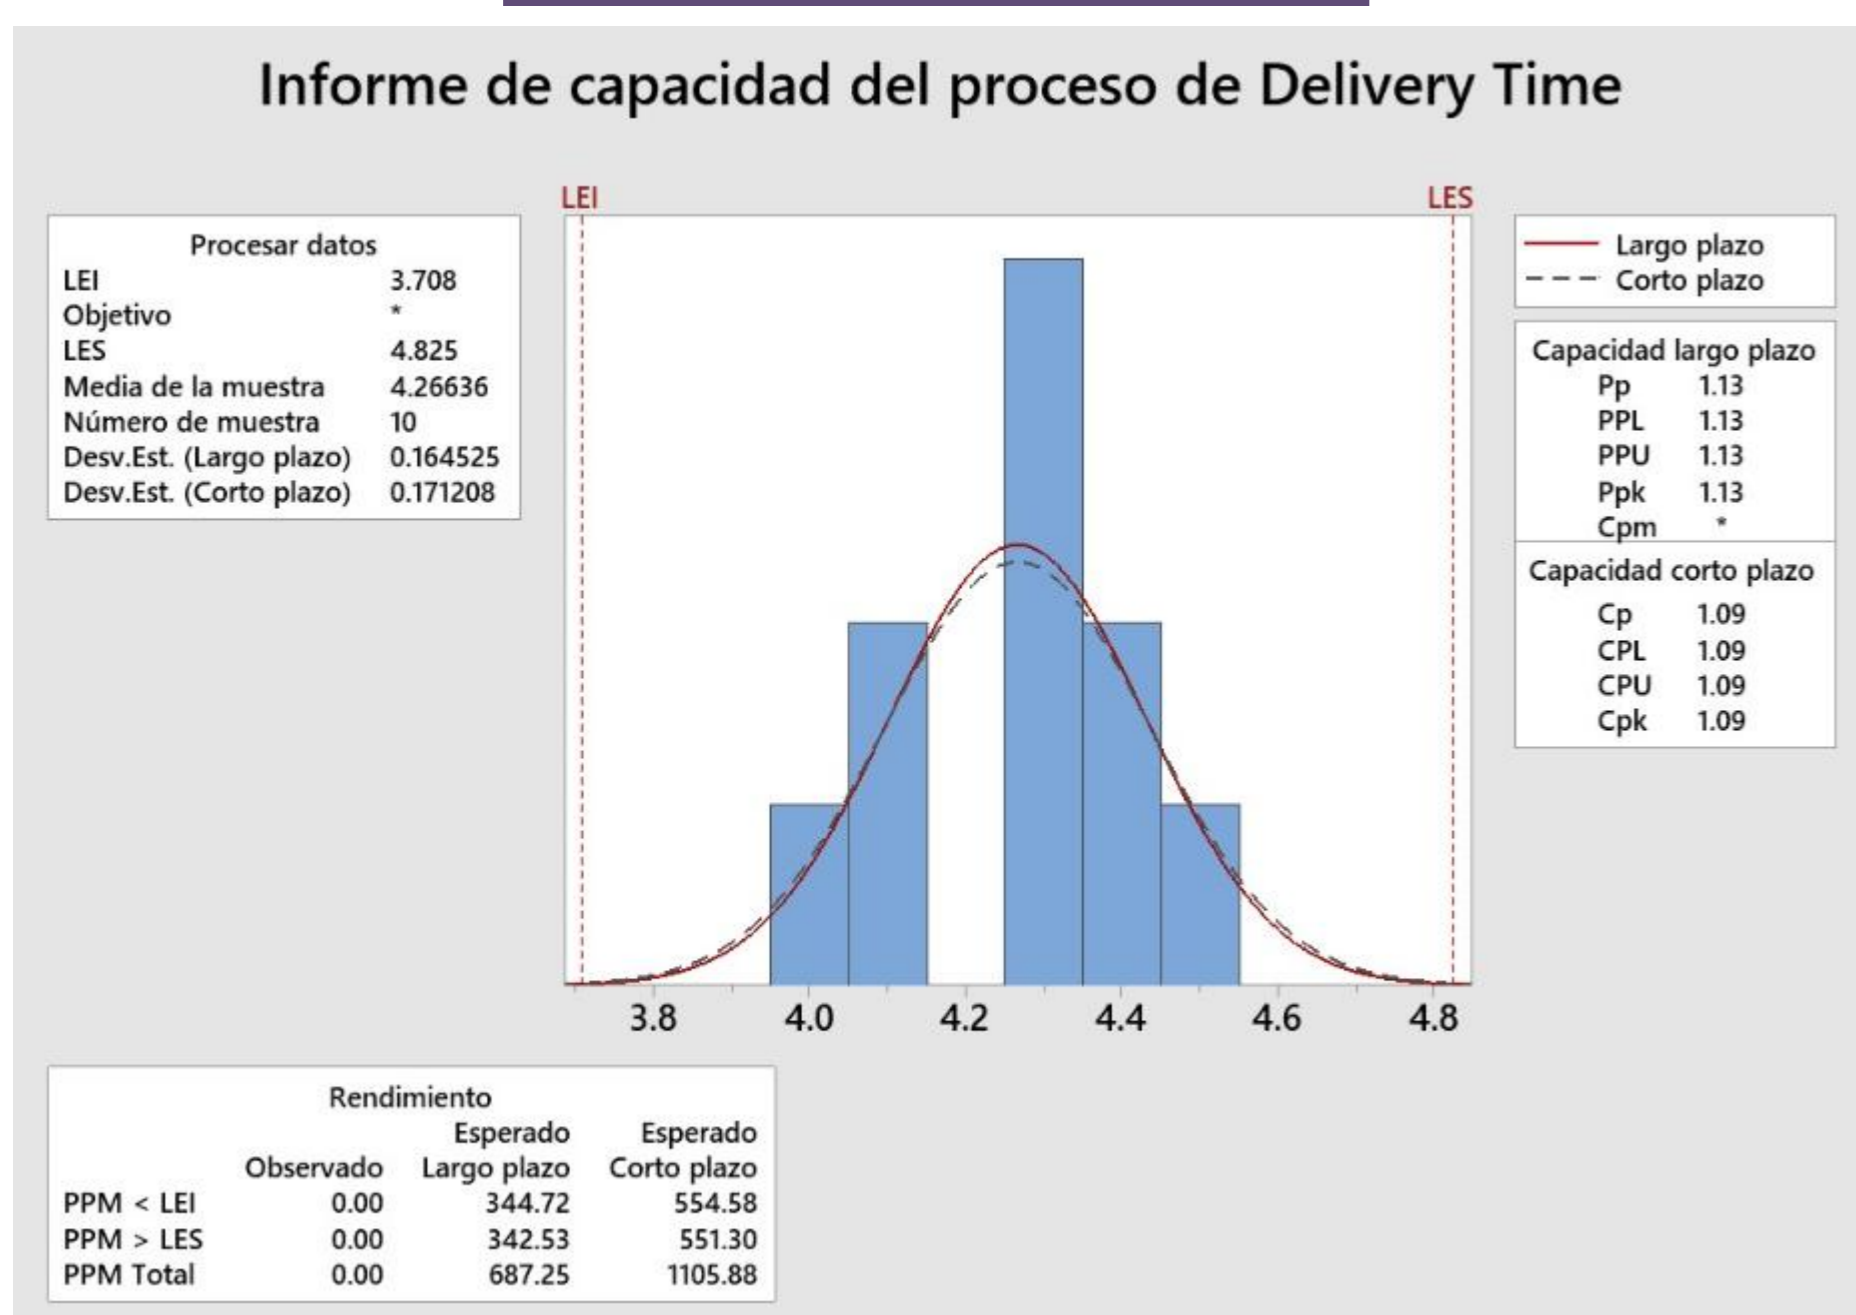 Informe de capacidad del proceso de Delivery Time
LEI LES
Procesar datos
LEI 3.708
Objetivo *
LES 4.825
Media de la muestra 4.26636
Número de muestra 10
Desv.Est. (Largo plazo) 0.164525
Desv.Est. (Corto plazo) 0.171208
Largo plazo
Corto plazo
Capacidad largo plazo
Pp 1.13
PPL 1.13
PPU 1.13
Ppk 1.13
Cpm *
Capacidad corto plazo
Cp 1.09
CPL 1.09
CPU 1.09
Cpk 1.09
3.8 4.0 4.2 4.4 4.6 4.8
Rendimiento
Esperado Esperado
Observado Largo plazo Corto plazo
PPM < LEI 0.00 344.72 554.58
PPM > LES 0.00 342.53 551.30
PPM Total 0.00 687.25 1105.88